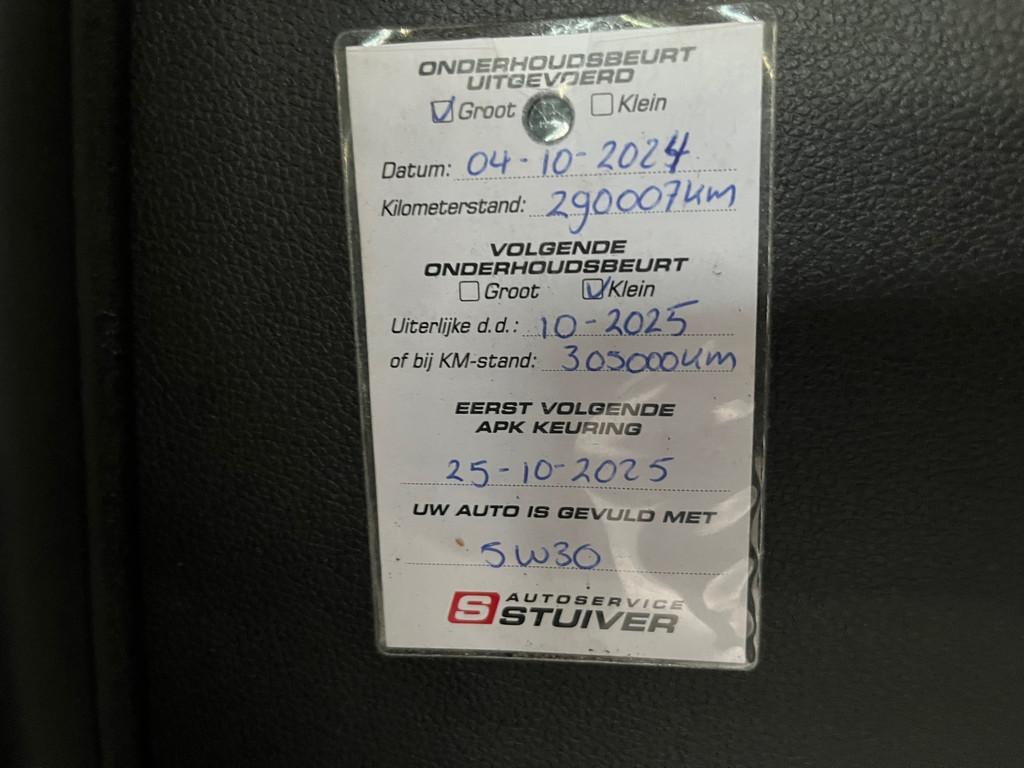 ONDERHOUDSBEURT
UITGEVOERD
Groot Klein
Datum: 04-10-2024
Kilometerstand: 290007km
VOLGENDE
ONDERHOUDSBEURT
Groot Klein
Uiterlijke d.d.: 10-2025
of bij KM-stand: 305000km
EERST VOLGENDE
APK KEURING
25-10-2025
UW AUTO IS GEVULD MET
5W30
S AUTOSERVICE
STUIVER